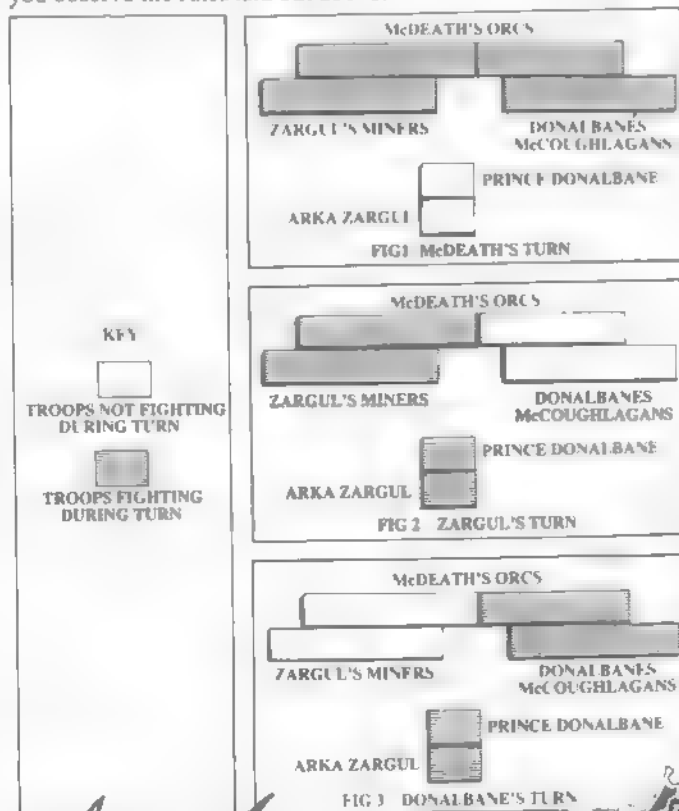 McDEATH'S ORCS
ZARGUL'S MINERS
DONALBANES
McCOUGHLAGANS
PRINCE DONALBANE
ARKA ZARGUL
FIG1 McDEATH'S TURN
KEY
TROOPS NOT FIGHTING
DURING TURN
TROOPS FIGHTING
DURING TURN
McDEATH'S ORCS
ZARGUL'S MINERS
DONALBANES
McCOUGHLAGANS
PRINCE DONALBANE
ARKA ZARGUL
FIG 2 ZARGUL'S TURN
McDEATH'S ORCS
ZARGUL'S MINERS
DONALBANES
McCOUGHLAGANS
PRINCE DONALBANE
ARKA ZARGUL
FIG 3 DONALBANE'S TURN